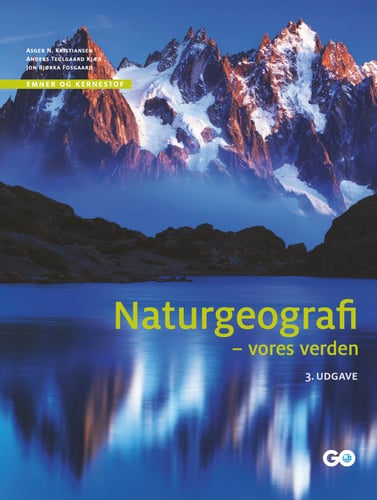 Asger N. Kristiansen
Anders Teglgaard Kjær
Jon Bjørka Fosgaard
EMNER OG KERNESTOF
Naturgeografi
– vores verden
3. UDGAVE
GO